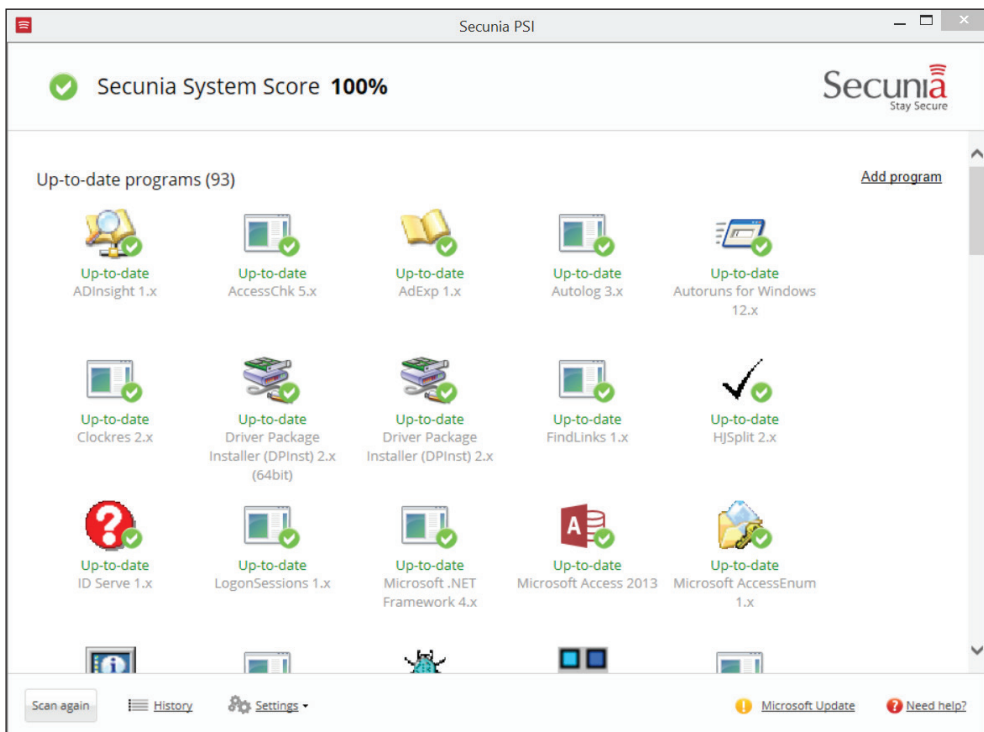 Secunia PSI
Secunia System Score 100%
Secunia
Stay Secure
Up-to-date programs (93)
Add program
Up-to-date
ADInsight 1.x
Up-to-date
AccessChk 5.x
Up-to-date
AdExp 1.x
Up-to-date
Autolog 3.x
Up-to-date
Autoruns for Windows
12.x
Up-to-date
Clockres 2.x
Up-to-date
Driver Package
Installer (DPInst) 2.x
(64bit)
Up-to-date
Driver Package
Installer (DPInst) 2.x
Up-to-date
FindLinks 1.x
Up-to-date
HJSplit 2.x
Up-to-date
ID Serve 1.x
Up-to-date
LogonSessions 1.x
Up-to-date
Microsoft .NET
Framework 4.x
A
Up-to-date
Microsoft Access 2013
Up-to-date
Microsoft AccessEnum
1.x
Scan again
History
Settings
Microsoft Update
Need help?